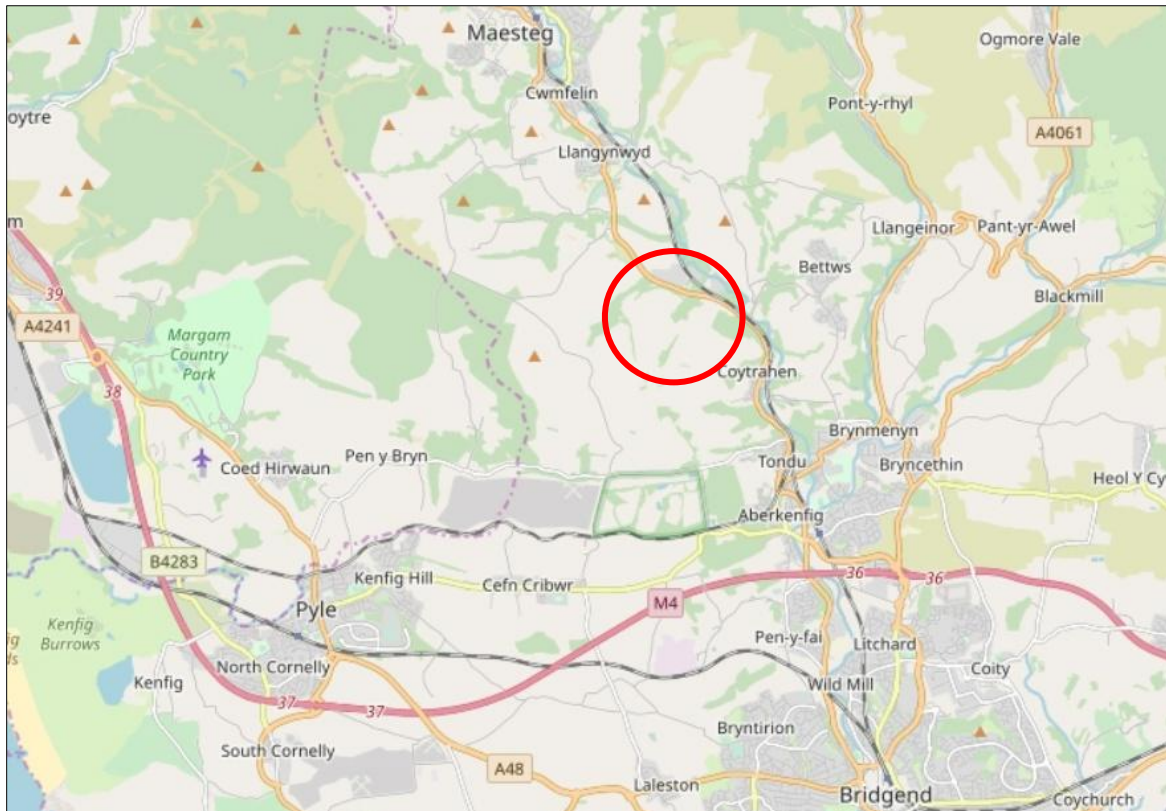 Maesteg
Ogmore Vale
Cwmfelin
Pont-y-rhyl
oytre
A4061
Llangynwyd
m
Llangeinor
Pant-yr-Awel
Bettws
39
Blackmill
A4241
Margam
Country
Park
38
Coytrahen
Brynmenyn
Pen y Bryn
Tondu
Bryncethin
Coed Hirwaun
Heol Y Cy
Aberkenfig
B4283
Kenfig Hill
Cefn Cribwr
36
36
M4
Pyle
Kenfig
Burrows
ig
ds
Pen-y-fai
Litchard
North Cornelly
Coity
Kenfig
Wild Mill
37
37
Bryntirion
South Cornelly
A48
Laleston
Bridgend
Coychurch